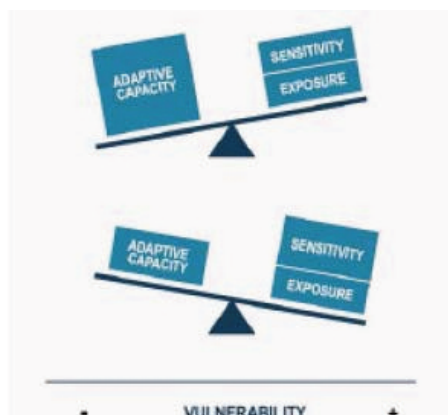 ADAPTIVE
CAPACITY
SENSITIVITY
EXPOSURE
ADAPTIVE
CAPACITY
SENSITIVITY
EXPOSURE
- VULNERABILITY +